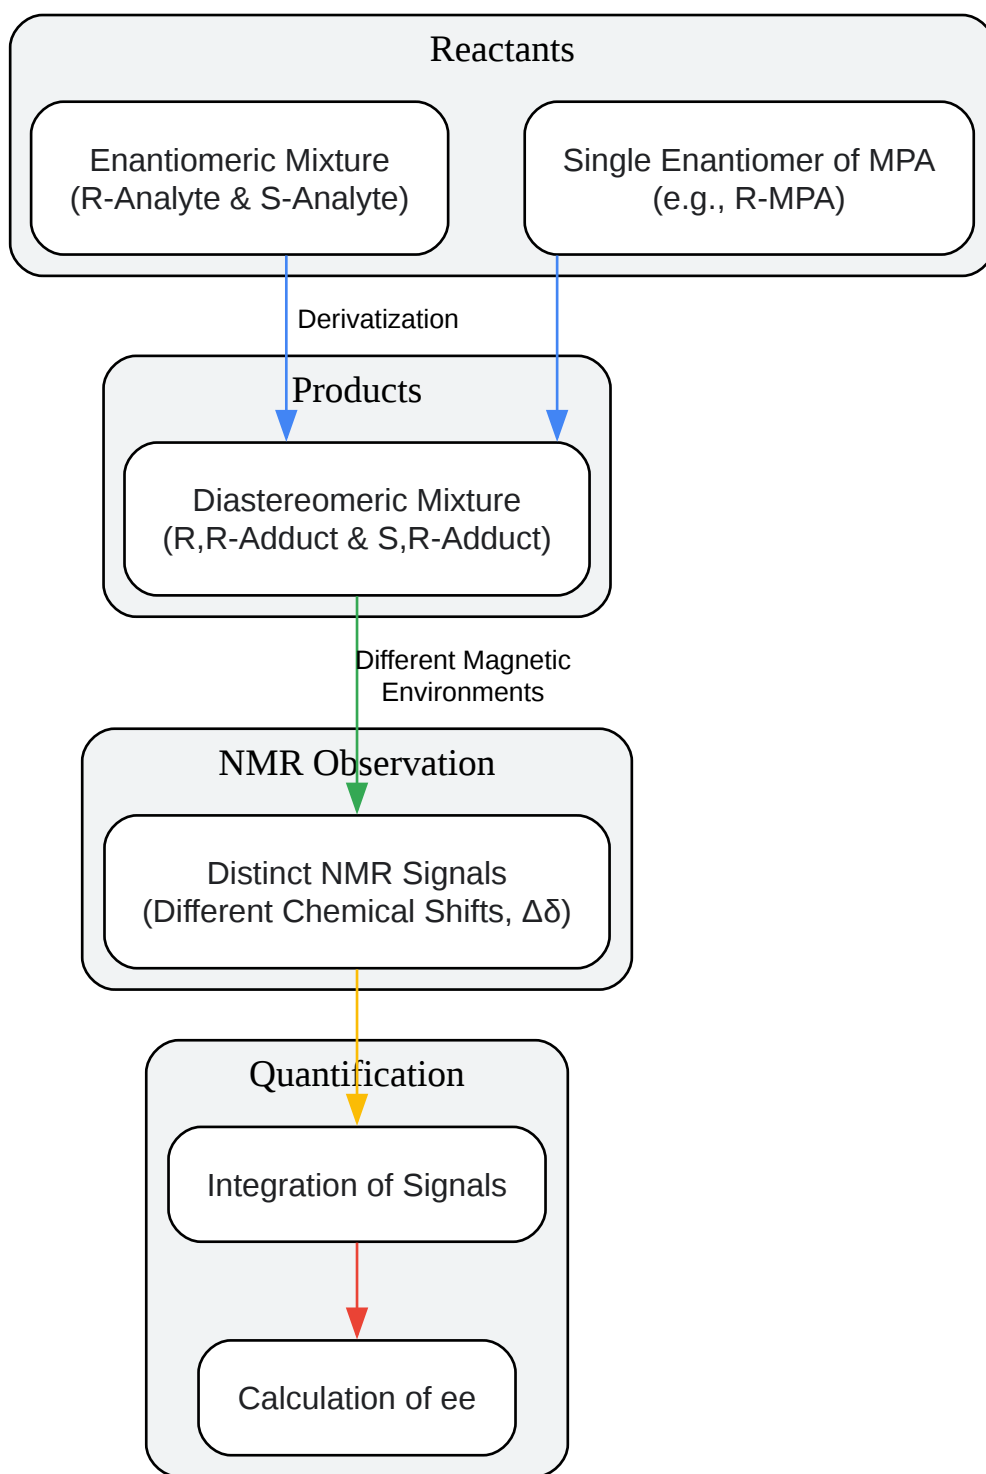 Reactants
Enantiomeric Mixture
(R-Analyte & S-Analyte)
Single Enantiomer of MPA
(e.g., R-MPA)
Derivatization
Products
Diastereomeric Mixture
(R,R-Adduct & S,R-Adduct)
Different Magnetic
Environments
NMR Observation
Distinct NMR Signals
(Different Chemical Shifts, Δδ)
Quantification
Integration of Signals
Calculation of ee